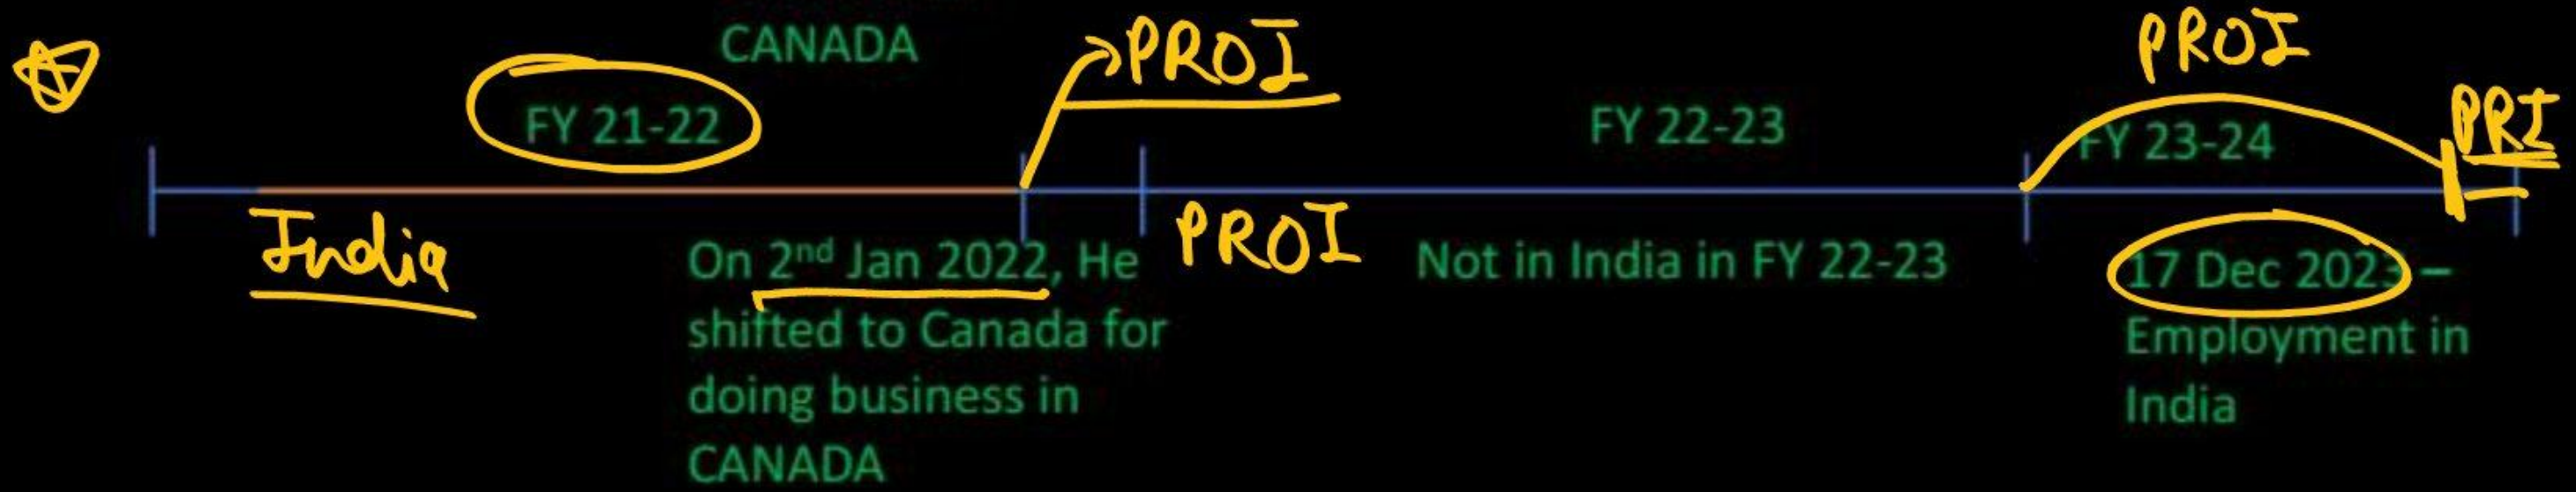 CANADA
PROI
PROI
FY 21-22
FY 22-23
FY 23-24
PRI
India
On 2nd Jan 2022, He
shifted to Canada for
doing business in
CANADA
PROI
Not in India in FY 22-23
17 Dec 2023 –
Employment in
India